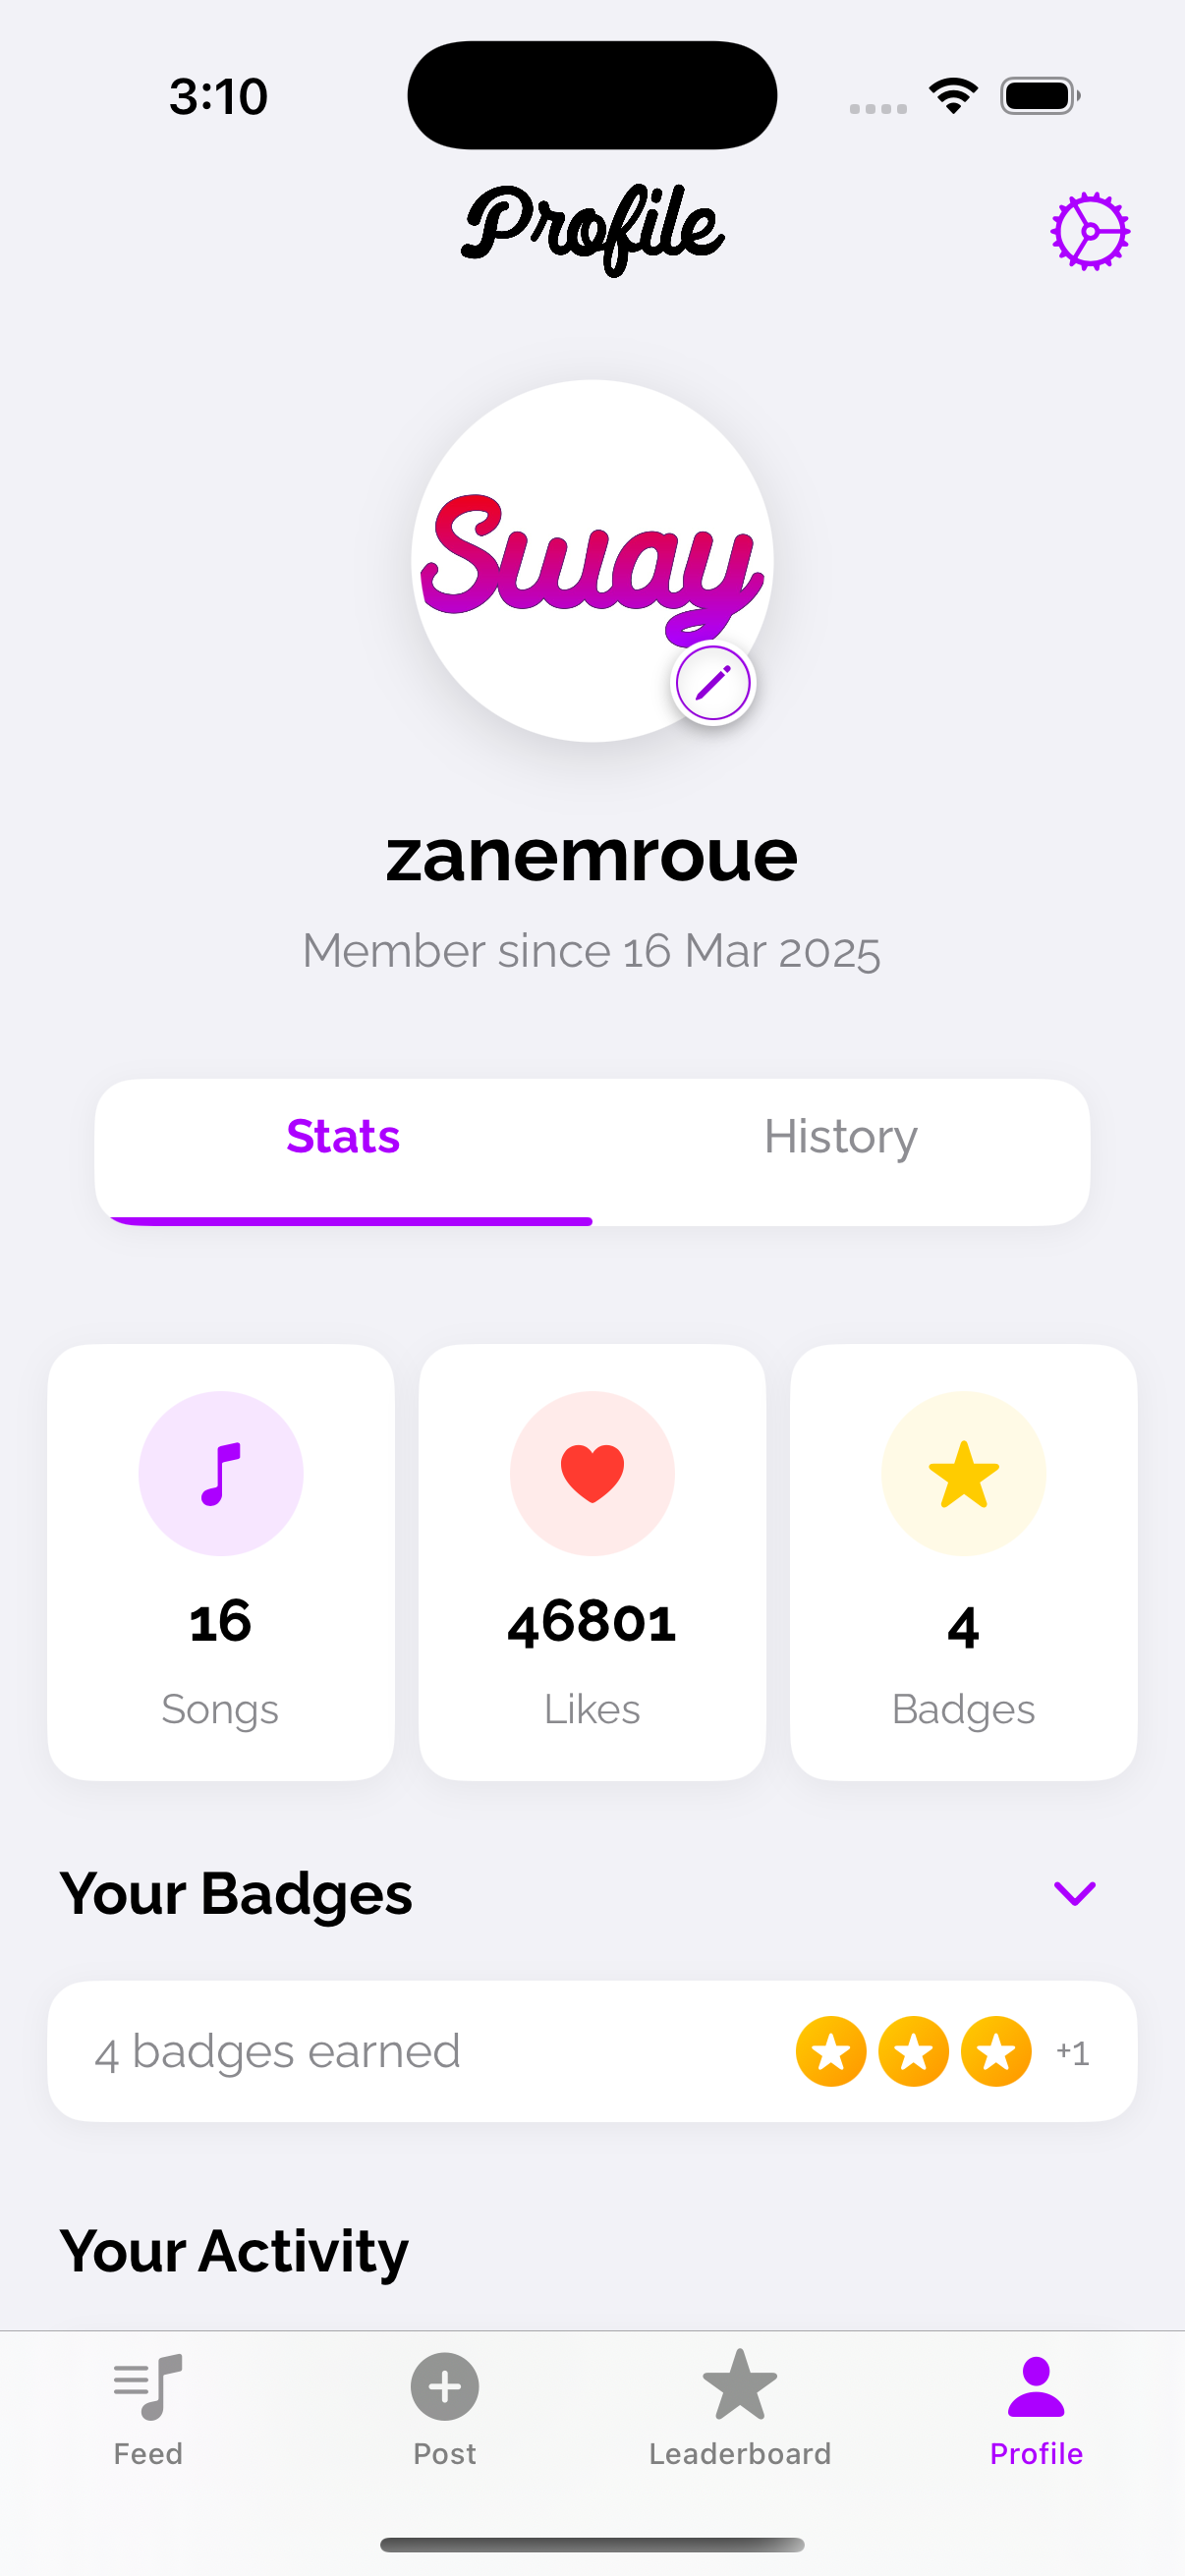 3:10
Profile
Sway
zanemroue
Member since 16 Mar 2025
Stats History
16 46801 4
Songs Likes Badges
Your Badges
4 badges earned +1
Your Activity
Feed Post Leaderboard Profile